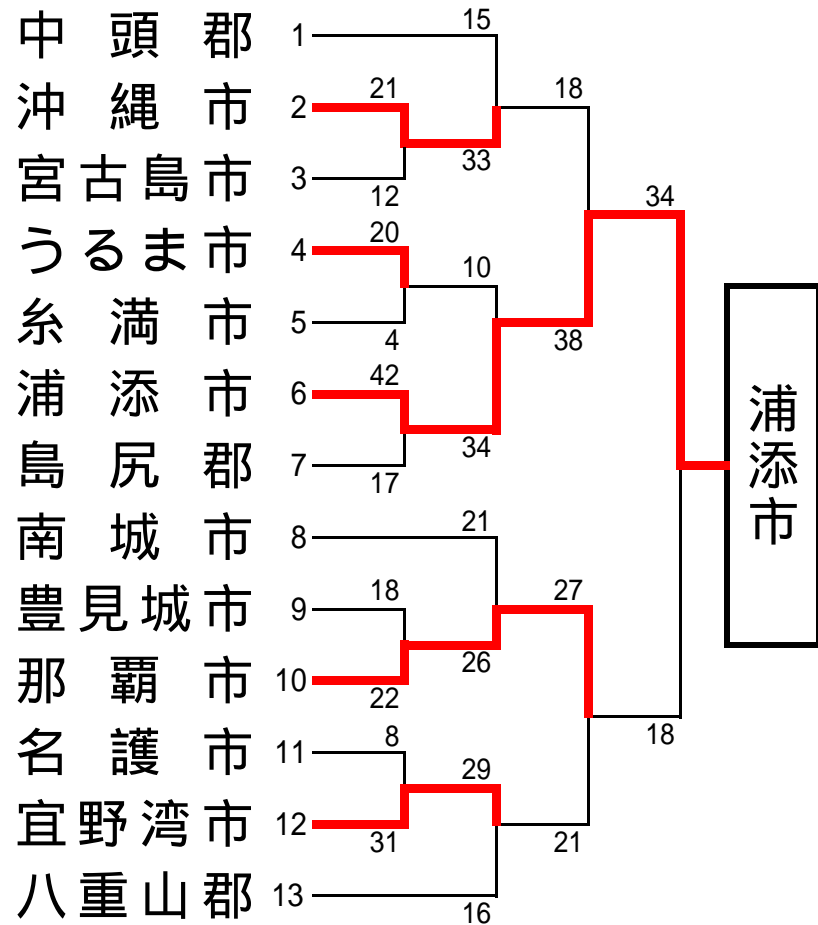 中頭郡 1 15
沖縄市 2 21 18
33
宮古島市 3 12
34
うるま市 4 20
10
糸満市 5 4 38
浦添市 6 42
34
島尻郡 7 17
浦添市
南城市 8 21
豊見城市 9 18 27
26
那覇市 10 22
18
名護市 11 8
29
宜野湾市 12 31 21
八重山郡 13 16